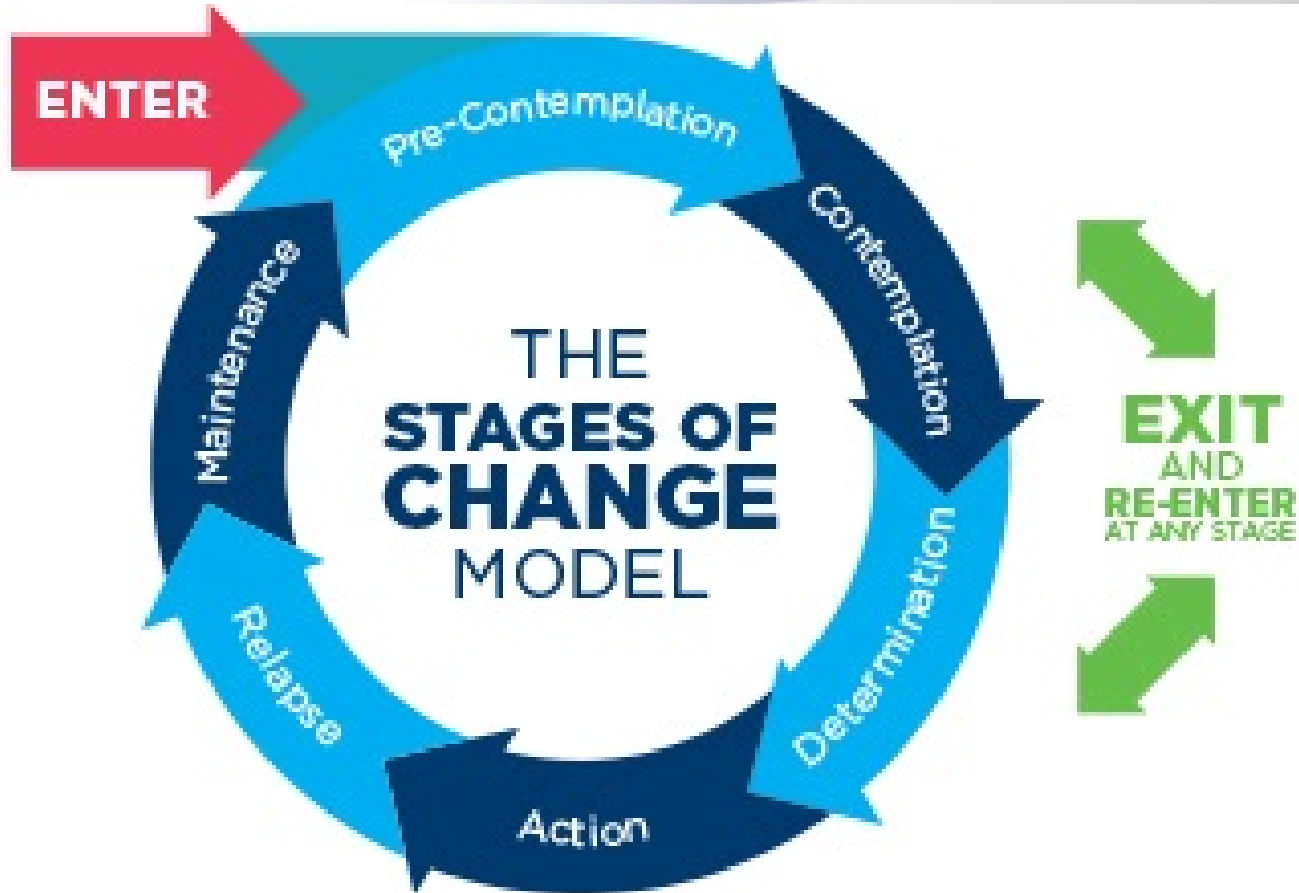 ENTER
Pre-Contemplation
Contemplation
Determination
Action
Relapse
Maintenance
THE
STAGES OF
CHANGE
MODEL
EXIT
AND
RE-ENTER
AT ANY STAGE